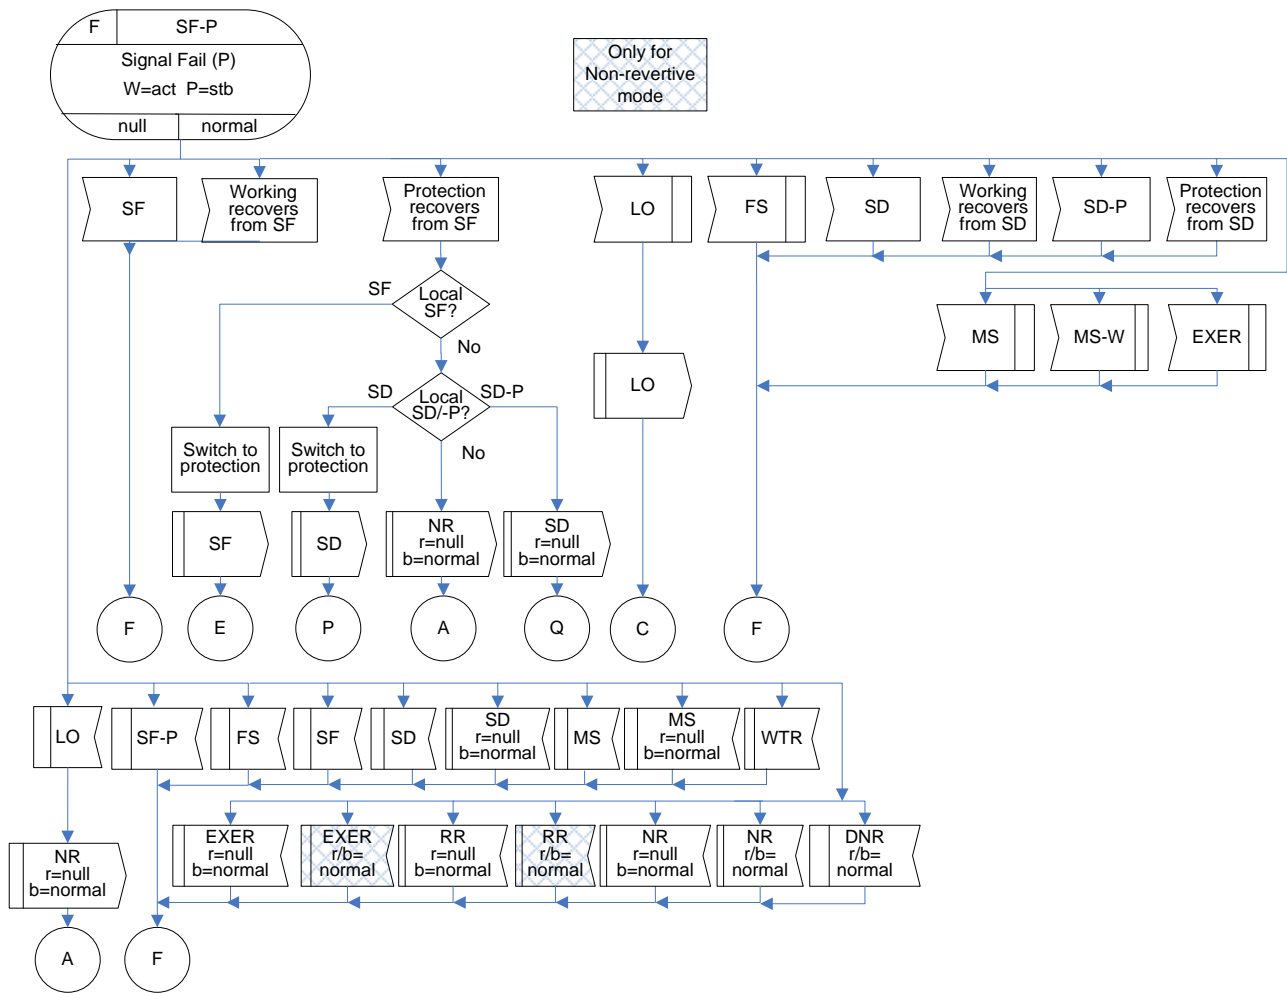 F
SF-P
Signal Fail (P)
W=act P=stb
null
normal
Only for
Non-revertive
mode
SF
Working
recovers
from SF
Protection
recovers
from SF
LO
FS
SD
Working
recovers
from SD
SD-P
Protection
recovers
from SD
SF
Local
SF?
No
MS
MS-W
EXER
LO
SD
Local
SD/-P?
SD-P
No
Switch to
protection
Switch to
protection
SF
SD
NR
r=null
b=normal
SD
r=null
b=normal
F
E
P
A
Q
C
F
LO
SF-P
FS
SF
SD
SD
r=null
b=normal
MS
MS
r=null
b=normal
WTR
EXER
r=null
b=normal
EXER
r/b=
normal
RR
r=null
b=normal
RR
r/b=
normal
NR
r=null
b=normal
NR
r/b=
normal
DNR
r/b=
normal
NR
r=null
b=normal
A
F